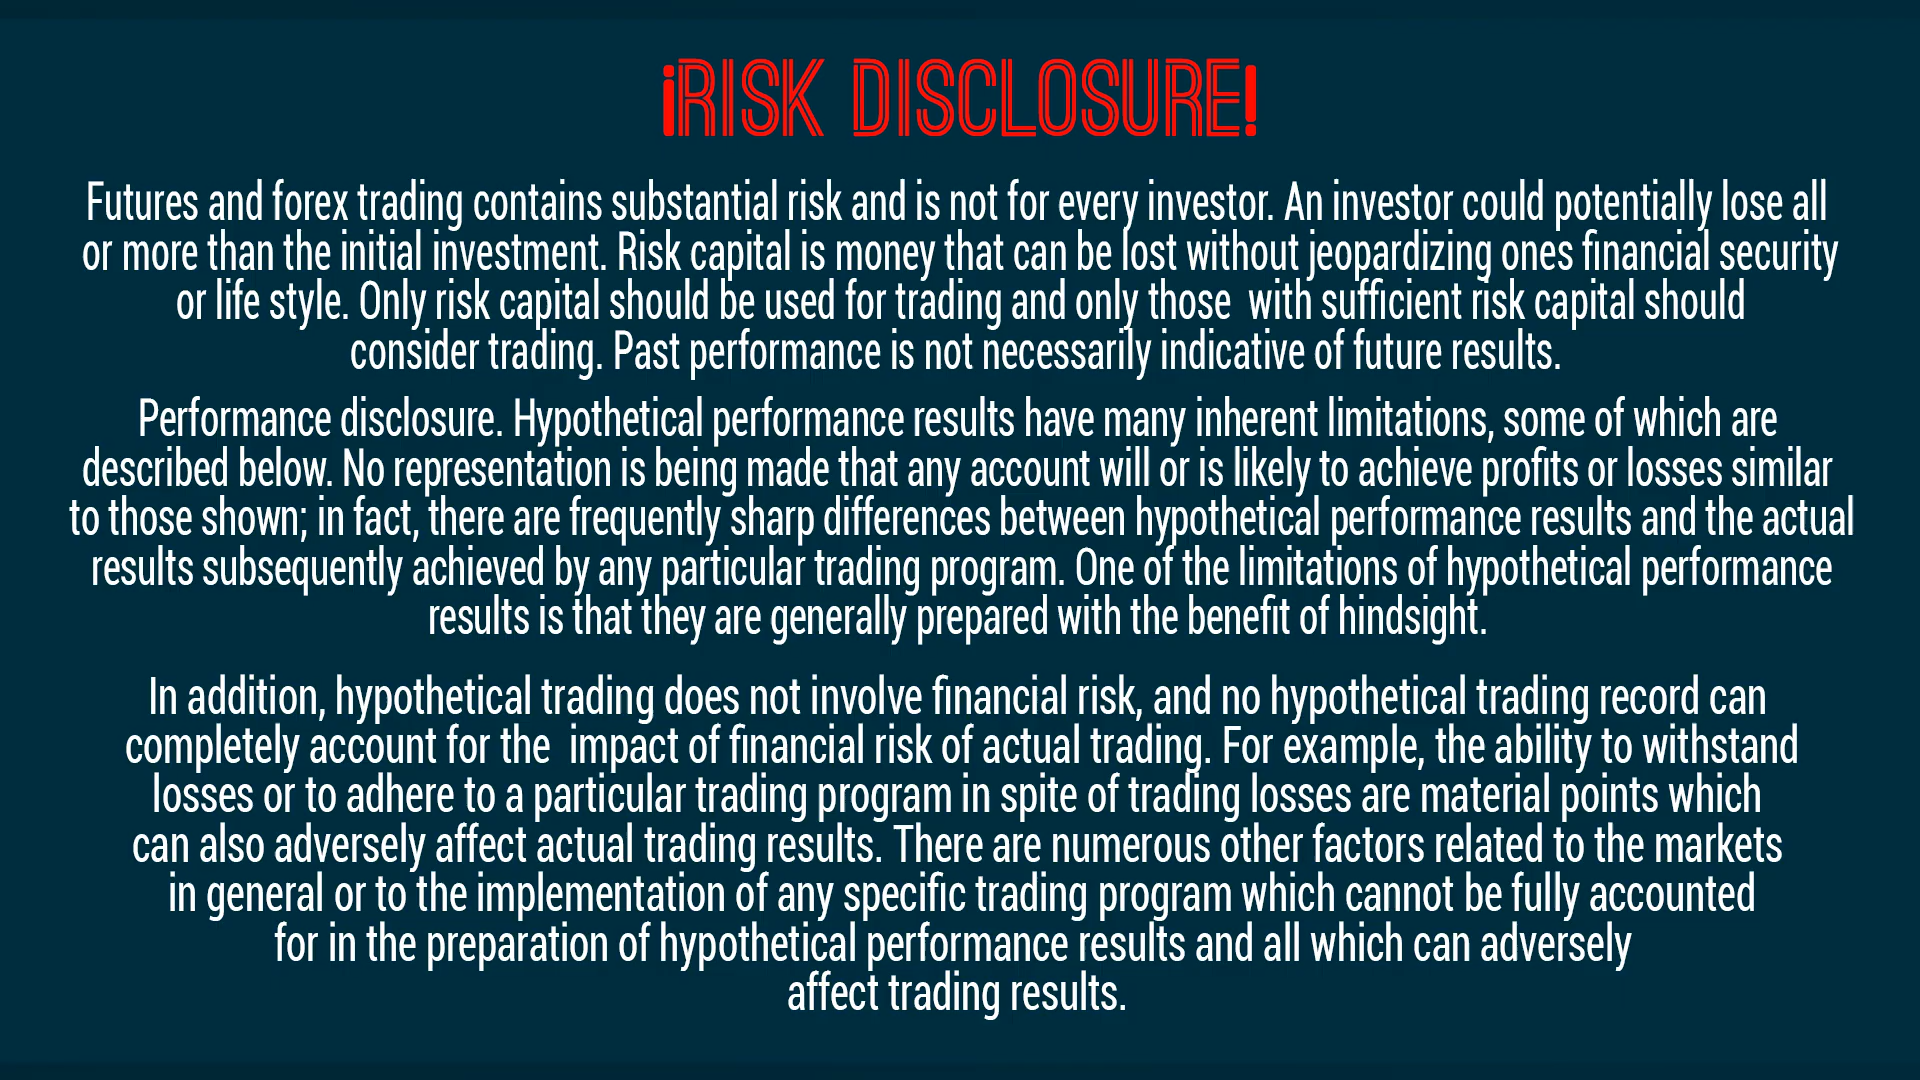 ¡RISK DISCLOSURE!
Futures and forex trading contains substantial risk and is not for every investor. An investor could potentially lose all
or more than the initial investment. Risk capital is money that can be lost without jeopardizing ones financial security
or life style. Only risk capital should be used for trading and only those  with sufficient risk capital should
consider trading. Past performance is not necessarily indicative of future results.
Performance disclosure. Hypothetical performance results have many inherent limitations, some of which are
described below. No representation is being made that any account will or is likely to achieve profits or losses similar
to those shown; in fact, there are frequently sharp differences between hypothetical performance results and the actual
results subsequently achieved by any particular trading program. One of the limitations of hypothetical performance
results is that they are generally prepared with the benefit of hindsight.
In addition, hypothetical trading does not involve financial risk, and no hypothetical trading record can
completely account for the  impact of financial risk of actual trading. For example, the ability to withstand
losses or to adhere to a particular trading program in spite of trading losses are material points which
can also adversely affect actual trading results. There are numerous other factors related to the markets
in general or to the implementation of any specific trading program which cannot be fully accounted
for in the preparation of hypothetical performance results and all which can adversely
affect trading results.